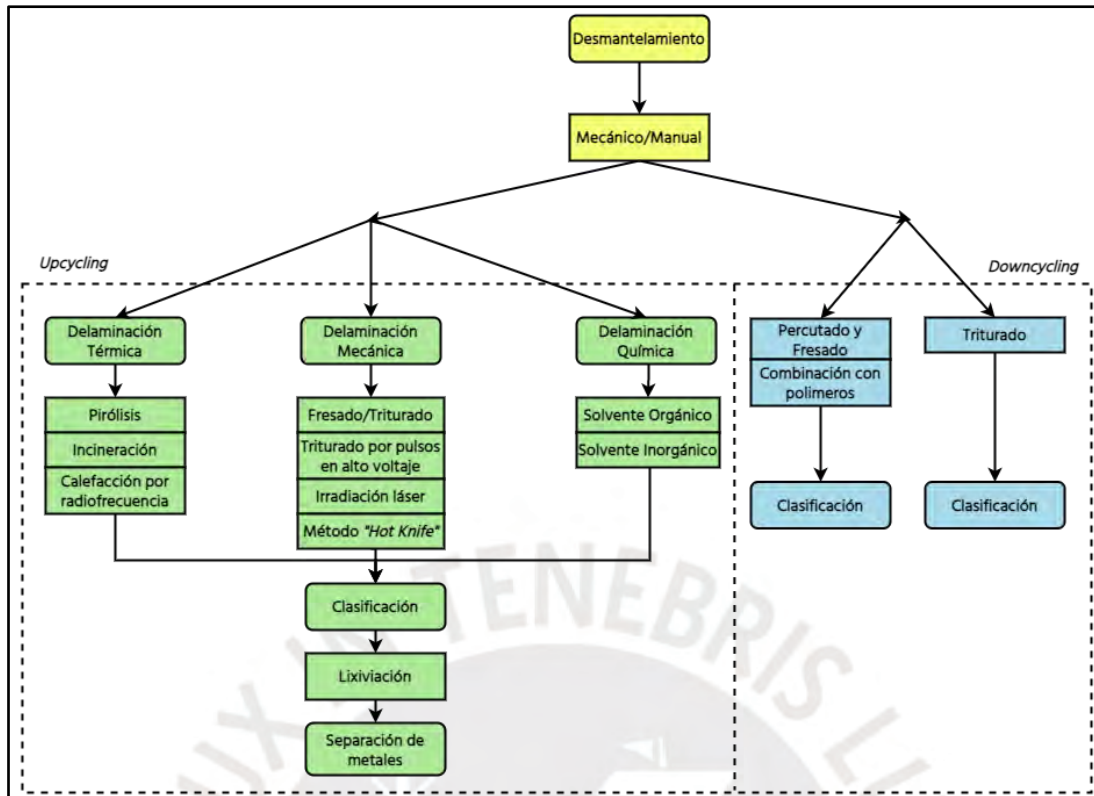 Desmantelamiento
Mecánico/Manual
Upcycling
Downcycling
Delaminación
Térmica
Delaminación
Mecánica
Delaminación
Química
Percutado y
Fresado
Combinación con
polimeros
Triturado
Pirólisis
Incineración
Calefacción por
radiofrecuencia
Fresado/Triturado
Triturado por pulsos
en alto voltaje
Irradiación láser
Método "Hot Knife"
Solvente Orgánico
Solvente Inorgánico
Clasificación
Clasificación
Clasificación
Lixiviación
Separación de
metales
TENEBRIS